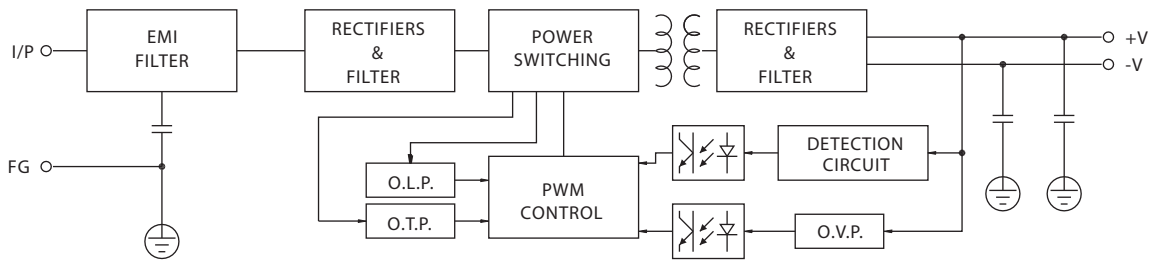 I/P
EMI
FILTER
RECTIFIERS
&
FILTER
POWER
SWITCHING
RECTIFIERS
&
FILTER
+V
-V
FG
O.L.P.
O.T.P.
PWM
CONTROL
DETECTION
CIRCUIT
O.V.P.